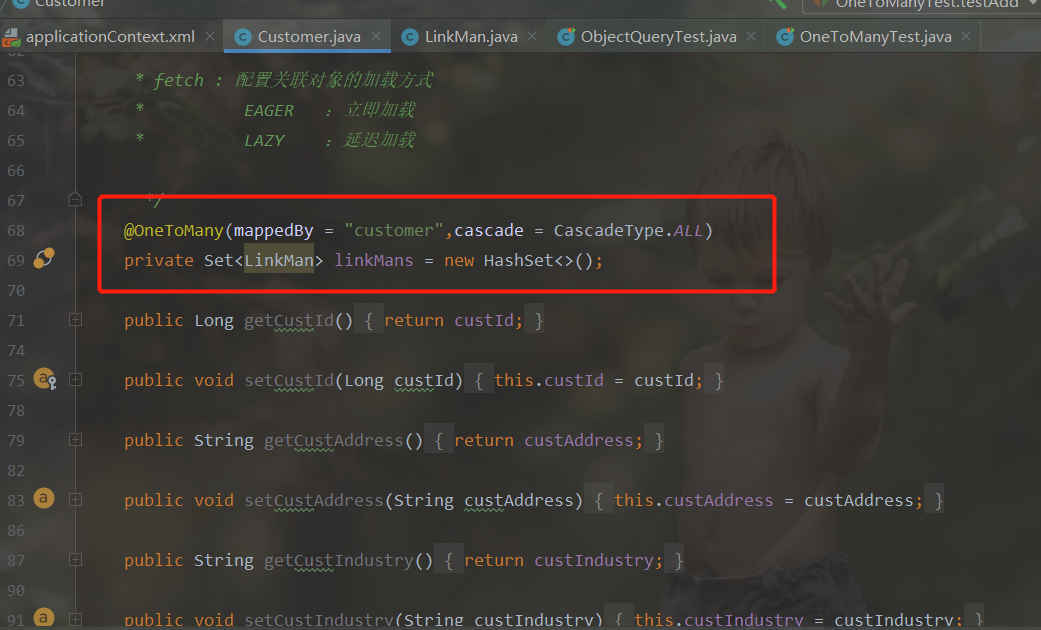 Customer
OneToManyTest.testAdd
applicationContext.xml × Customer.java × LinkMan.java × ObjectQueryTest.java × OneToManyTest.java ×
63 * fetch : 配置关联对象的加载方式
64 * EAGER : 立即加载
65 * LAZY : 延迟加载
66
67 */
68 @OneToMany(mappedBy = "customer",cascade = CascadeType.ALL)
69 private Set<LinkMan> linkMans = new HashSet<>();
70
71 public Long getCustId() { return custId; }
74
75 public void setCustId(Long custId) { this.custId = custId; }
78
79 public String getCustAddress() { return custAddress; }
82
83 public void setCustAddress(String custAddress) { this.custAddress = custAddress; }
86
87 public String getCustIndustry() { return custIndustry; }
90
91 public void setCustIndustry(String custIndustry) { this.custIndustry = custIndustry; }